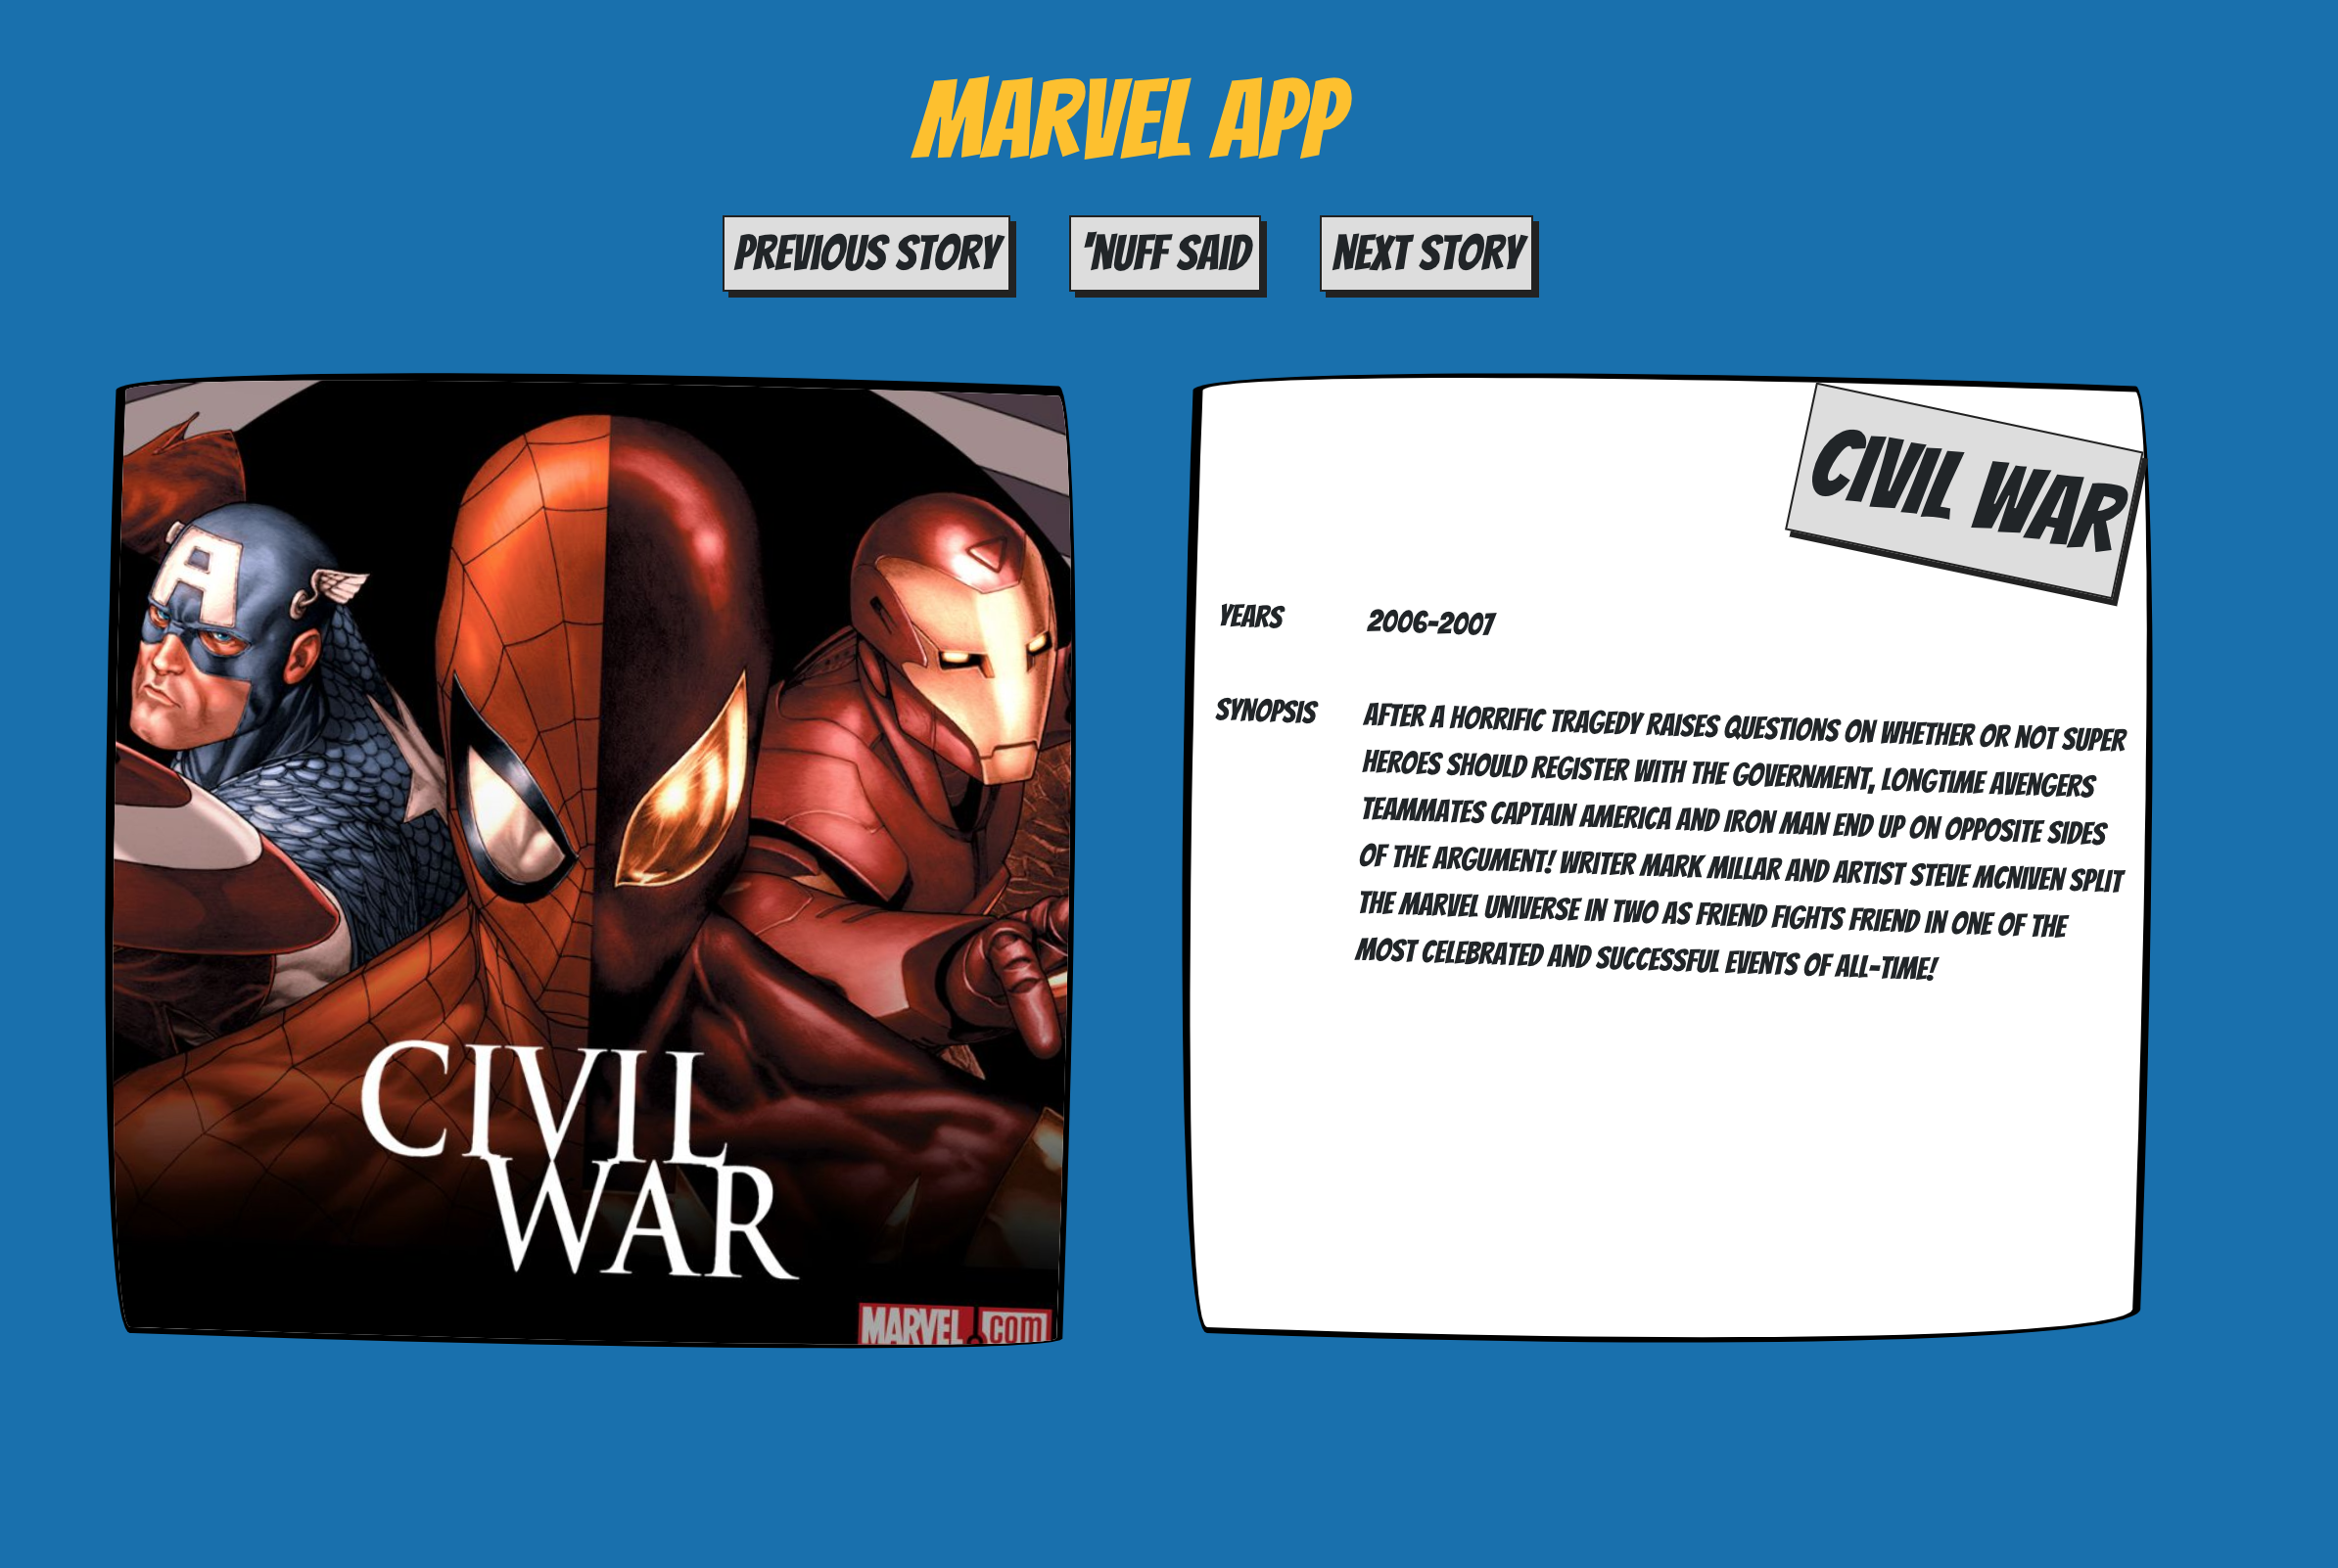 MARVEL APP
PREVIOUS STORY
'NUFF SAID
NEXT STORY
A
CIVIL
WAR
MARVEL.com
CIVIL WAR
YEARS 2006-2007
SYNOPSIS AFTER A HORRIFIC TRAGEDY RAISES QUESTIONS ON WHETHER OR NOT SUPER
HEROES SHOULD REGISTER WITH THE GOVERNMENT, LONGTIME AVENGERS
TEAMMATES CAPTAIN AMERICA AND IRON MAN END UP ON OPPOSITE SIDES
OF THE ARGUMENT! WRITER MARK MILLAR AND ARTIST STEVE MCNIVEN SPLIT
THE MARVEL UNIVERSE IN TWO AS FRIEND FIGHTS FRIEND IN ONE OF THE
MOST CELEBRATED AND SUCCESSFUL EVENTS OF ALL-TIME!